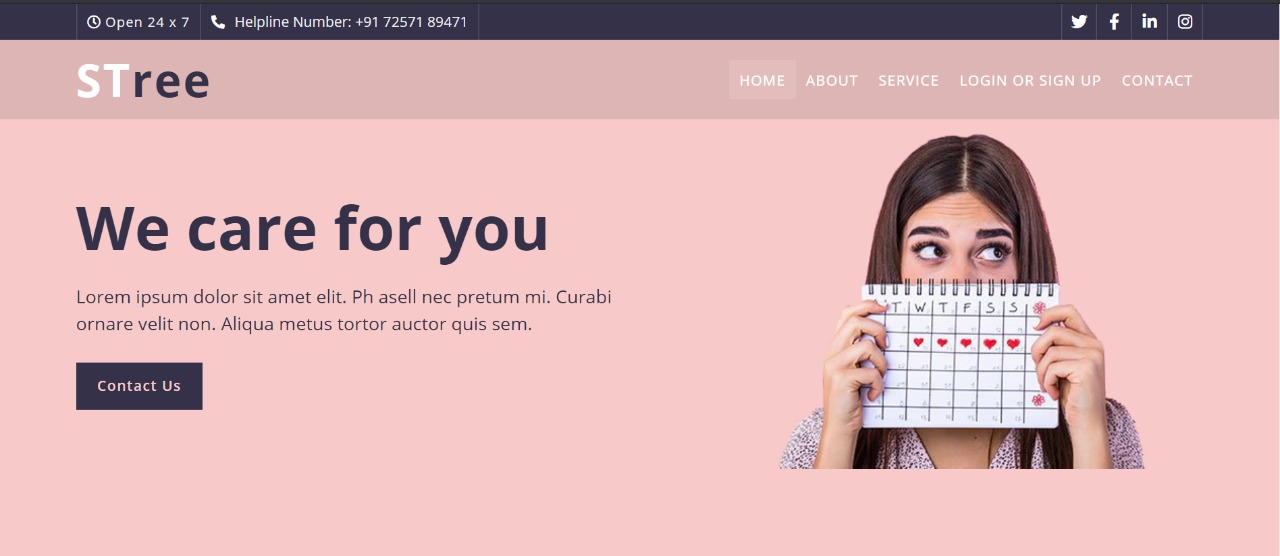 Open 24 x 7
Helpline Number: +91 72571 89471
STree
HOME ABOUT SERVICE LOGIN OR SIGN UP CONTACT
We care for you
Lorem ipsum dolor sit amet elit. Ph asell nec pretum mi. Curabi
ornare velit non. Aliqua metus tortor auctor quis sem.
Contact Us
T W T F S S